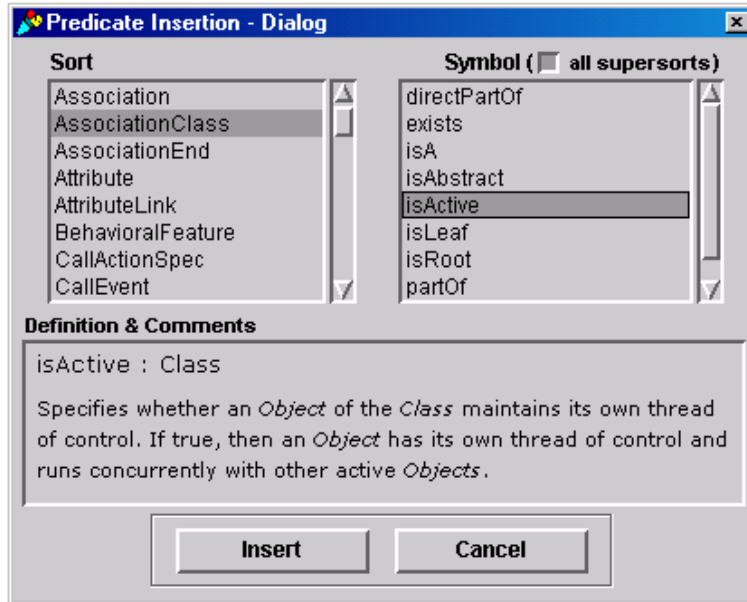 Predicate Insertion - Dialog
Sort
Symbol ( all supersorts)
Association
AssociationClass
AssociationEnd
Attribute
AttributeLink
BehavioralFeature
CallActionSpec
CallEvent
directPartOf
exists
isA
isAbstract
isActive
isLeaf
isRoot
partOf
Definition & Comments
isActive : Class
Specifies whether an Object of the Class maintains its own thread
of control. If true, then an Object has its own thread of control and
runs concurrently with other active Objects.
Insert
Cancel